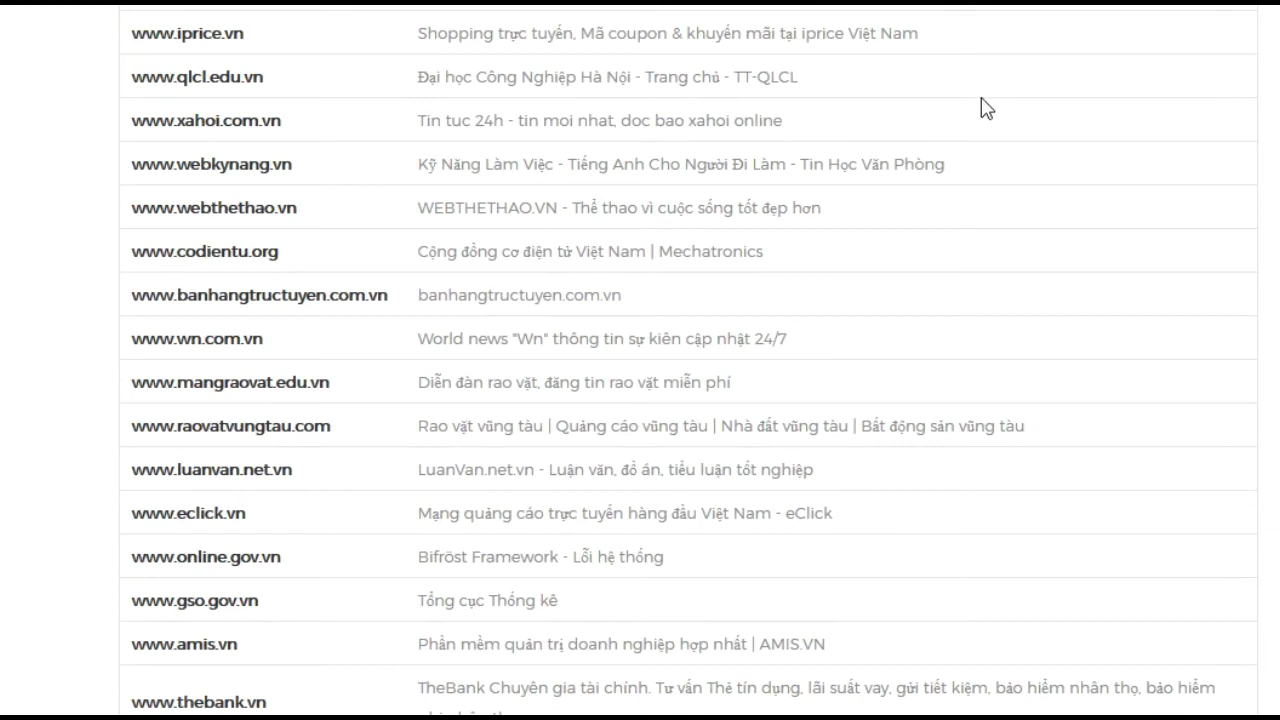 www.iprice.vn Shopping trực tuyến, Mã coupon & khuyến mãi tại iprice Việt Nam
www.qlcl.edu.vn Đại học Công Nghiệp Hà Nội - Trang chủ - TT-QLCL
www.xahoi.com.vn Tin tuc 24h - tin moi nhat, doc bao xahoi online
www.webkynang.vn Kỹ Năng Làm Việc - Tiếng Anh Cho Người Đi Làm - Tin Học Văn Phòng
www.webthethao.vn WEBTHETHAO.VN - Thể thao vì cuộc sống tốt đẹp hơn
www.codientu.org Cộng đồng cơ điện tử Việt Nam | Mechatronics
www.banhangtructuyen.com.vn banhangtructuyen.com.vn
www.wn.com.vn World news "Wn" thông tin sự kiên cập nhật 24/7
www.mangraovat.edu.vn Diễn đàn rao vặt, đăng tin rao vặt miễn phí
www.raovatvungtau.com Rao vặt vũng tàu | Quảng cáo vũng tàu | Nhà đất vũng tàu | Bất động sản vũng tàu
www.luanvan.net.vn LuanVan.net.vn - Luận văn, đồ án, tiểu luận tốt nghiệp
www.eclick.vn Mạng quảng cáo trực tuyến hàng đầu Việt Nam - eClick
www.online.gov.vn Bifröst Framework - Lỗi hệ thống
www.gso.gov.vn Tổng cục Thống kê
www.amis.vn Phần mềm quản trị doanh nghiệp hợp nhất | AMIS.VN
www.thebank.vn TheBank Chuyên gia tài chính. Tư vấn Thẻ tín dụng, lãi suất vay, gửi tiết kiệm, bảo hiểm nhân thọ, bảo hiểm